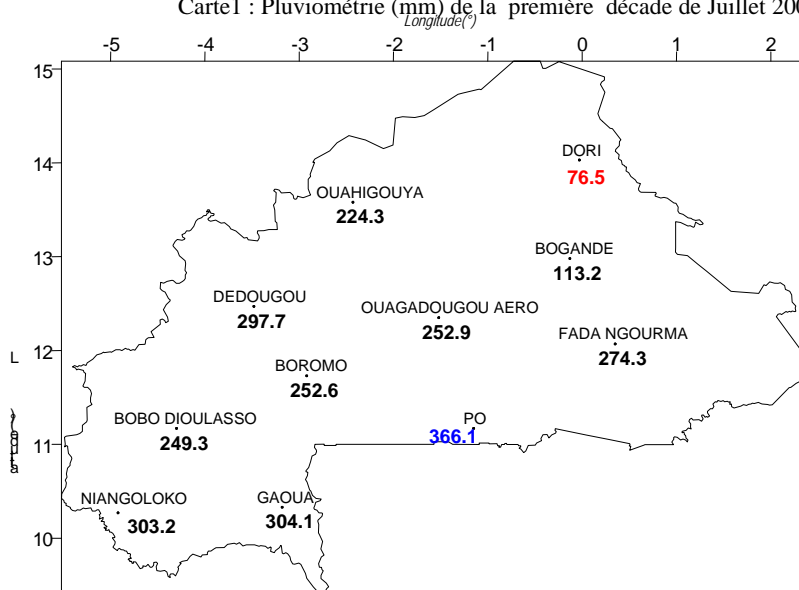 Carte1 : Pluviométrie (mm) de la première décade de Juillet 200
Longitude(°)
-5 -4 -3 -2 -1 0 1 2
15
14
DORI
76.5
OUAHIGOUYA
224.3
13
BOGANDE
113.2
DEDOUGOU
297.7
OUAGADOUGOU AERO
252.9
FADA NGOURMA
274.3
12
L
BOROMO
252.6
BOBO DIOULASSO
249.3
PO
366.1
11
NIANGOLOKO
303.2
GAOUA
304.1
10